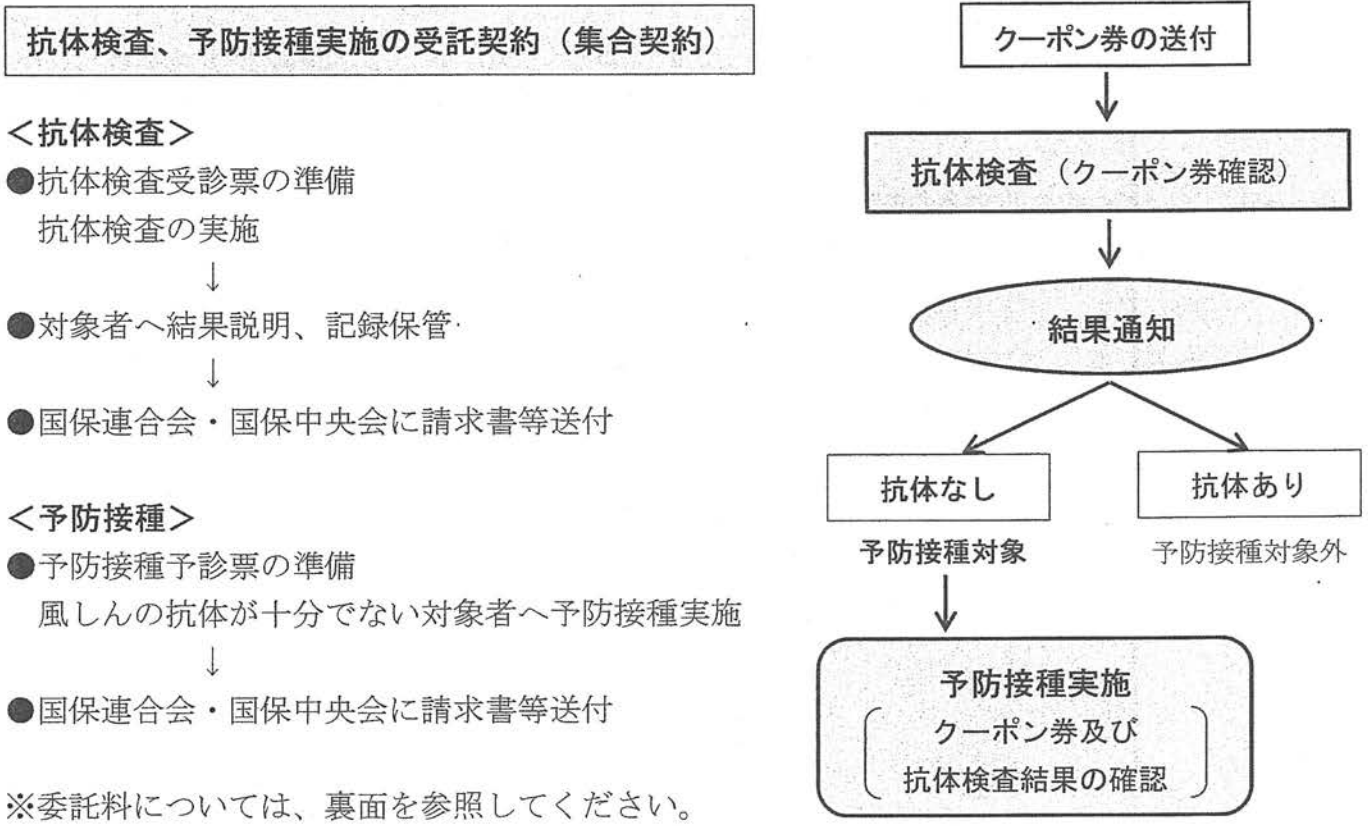 抗体検査、予防接種実施の受託契約（集合契約）
＜抗体検査＞
●抗体検査受診票の準備
抗体検査の実施
↓
●対象者へ結果説明、記録保管
↓
●国保連合会・国保中央会に請求書等送付
＜予防接種＞
●予防接種予診票の準備
風しんの抗体が十分でない対象者へ予防接種実施
↓
●国保連合会・国保中央会に請求書等送付
※委託料については、裏面を参照してください。
クーポン券の送付
抗体検査（クーポン券確認）
結果通知
抗体なし
抗体あり
予防接種対象
予防接種対象外
予防接種実施
クーポン券及び
抗体検査結果の確認